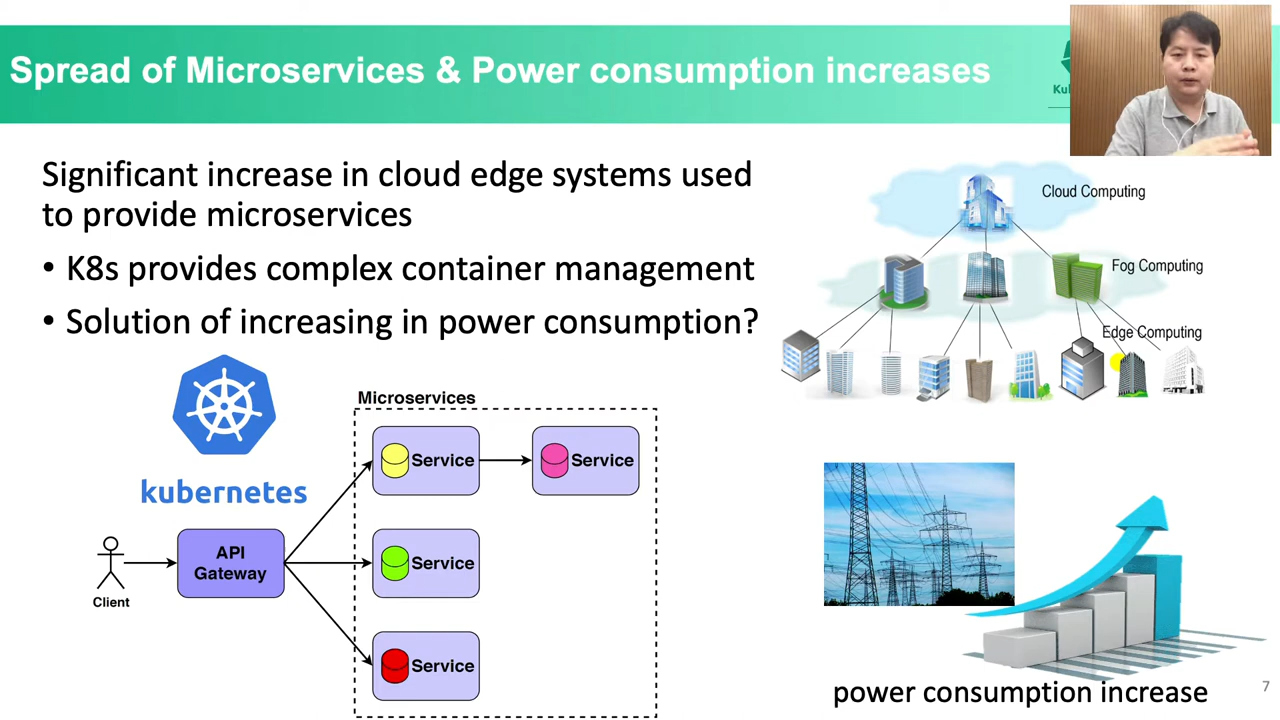 Spread of Microservices & Power consumption increases
Significant increase in cloud edge systems used
to provide microservices
• K8s provides complex container management
• Solution of increasing in power consumption?
Cloud Computing
Fog Computing
Edge Computing
kubernetes
Microservices
Service
Service
API
Gateway
Service
Client
Service
power consumption increase
7